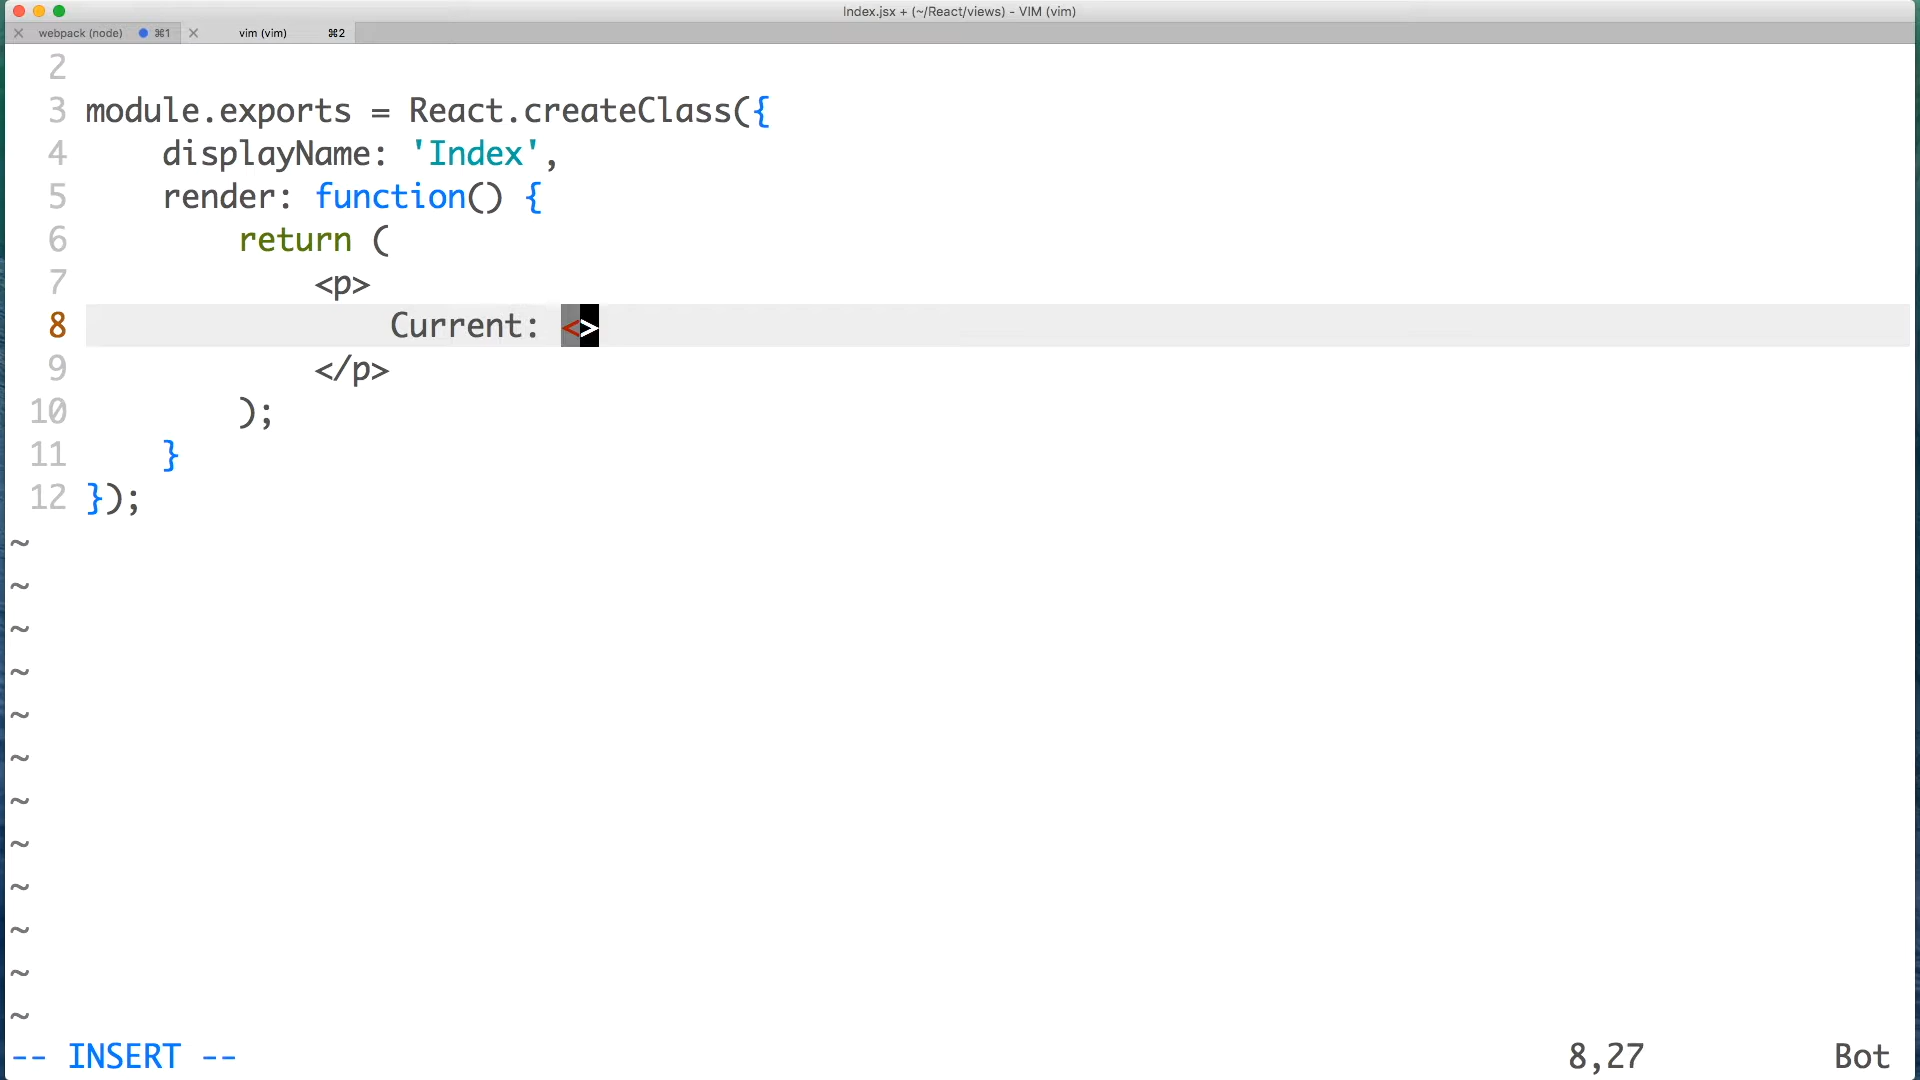 Index.jsx + (~/React/views) - VIM (vim)
webpack (node) ⌘1 vim (vim) ⌘2
2
3 module.exports = React.createClass({
4     displayName: 'Index',
5     render: function() {
6         return (
7             <p>
8                 Current: <>
9             </p>
10         );
11     }
12 });
~
~
~
~
~
~
~
~
~
~
~
~
-- INSERT -- 8,27 Bot